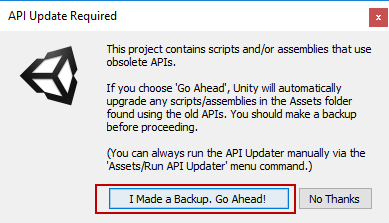 API Update Required
x
This project contains scripts and/or assemblies that use
obsolete APIs.
If you choose 'Go Ahead', Unity will automatically
upgrade any scripts/assemblies in the Assets folder
found using the old APIs. You should make a backup
before proceeding.
(You can always run the API Updater manually via the
'Assets/Run API Updater' menu command.)
I Made a Backup. Go Ahead!
No Thanks